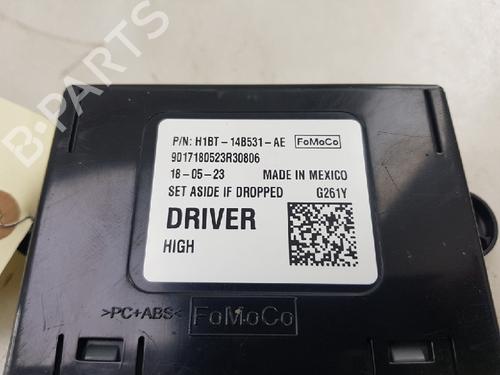 P/N: H1BT-14B531-AE FoMoCo
9017180523R30806
18-05-23 MADE IN MEXICO
SET ASIDE IF DROPPED G261Y
DRIVER
HIGH
>PC+ABS< FoMoCo
B-PARTS